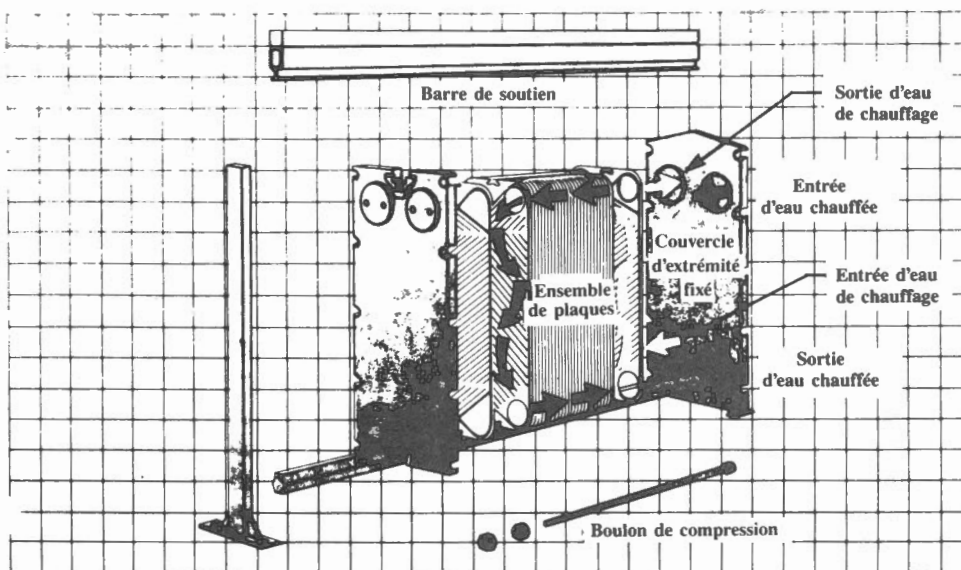 Barre de soutien
Sortie d'eau
de chauffage
Entrée
d'eau chauffée
Couvercle
d'extrémité
fixé
Entrée d'eau
de chauffage
Ensemble
de plaques
Sortie
d'eau chauffée
Boulon de compression